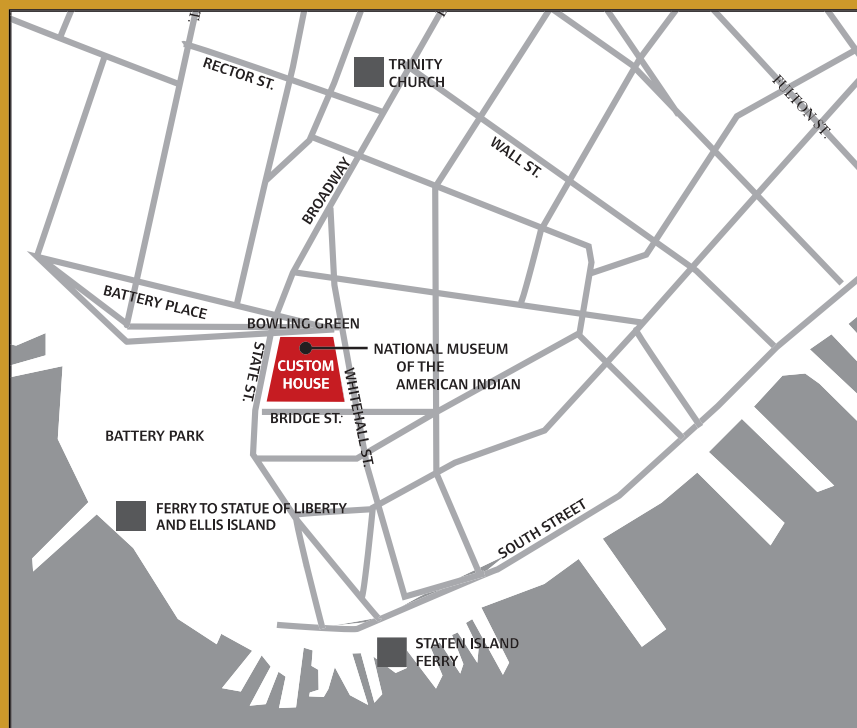 ST.
TRINITY
CHURCH
RECTOR ST.
FULTON ST.
WALL ST.
BROADWAY
BATTERY PLACE
BOWLING GREEN
STATE ST.
CUSTOM
HOUSE
NATIONAL MUSEUM
OF THE
AMERICAN INDIAN
WHITEHALL ST.
BRIDGE ST.
BATTERY PARK
FERRY TO STATUE OF LIBERTY
AND ELLIS ISLAND
SOUTH STREET
STATEN ISLAND
FERRY